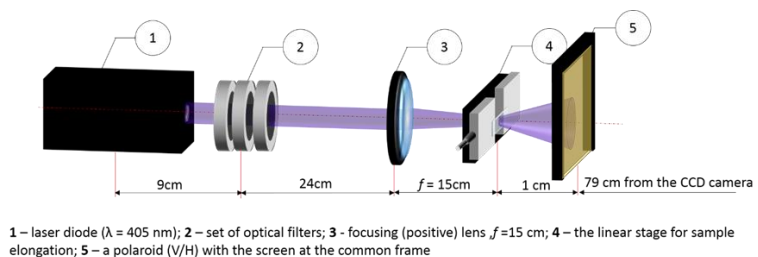 1
2
3
4
5
9cm
24cm
f = 15cm
1 cm
79 cm from the CCD camera
1 – laser diode (λ = 405 nm); 2 – set of optical filters; 3 - focusing (positive) lens ,f =15 cm; 4 – the linear stage for sample
elongation; 5 – a polaroid (V/H) with the screen at the common frame